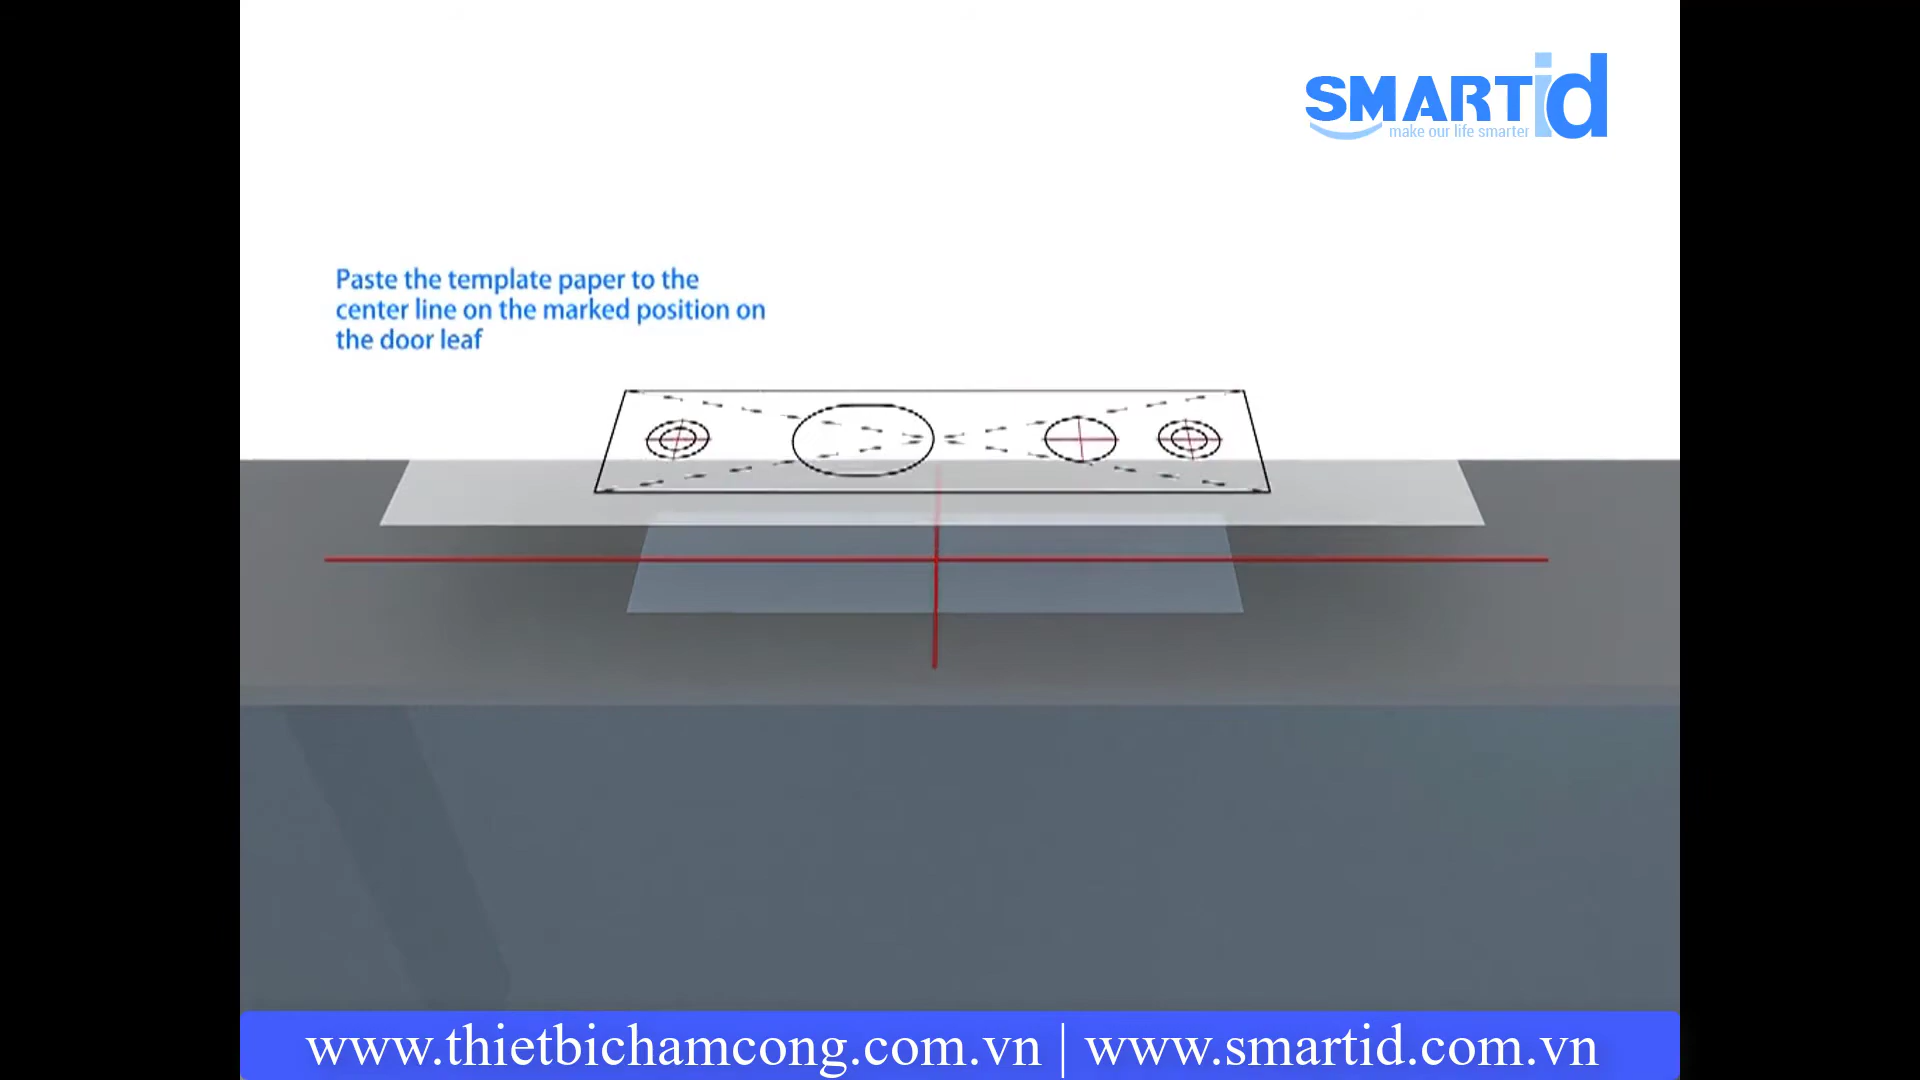 SMARTid
make our life smarter
Paste the template paper to the
center line on the marked position on
the door leaf
www.thietbichamcong.com.vn | www.smartid.com.vn